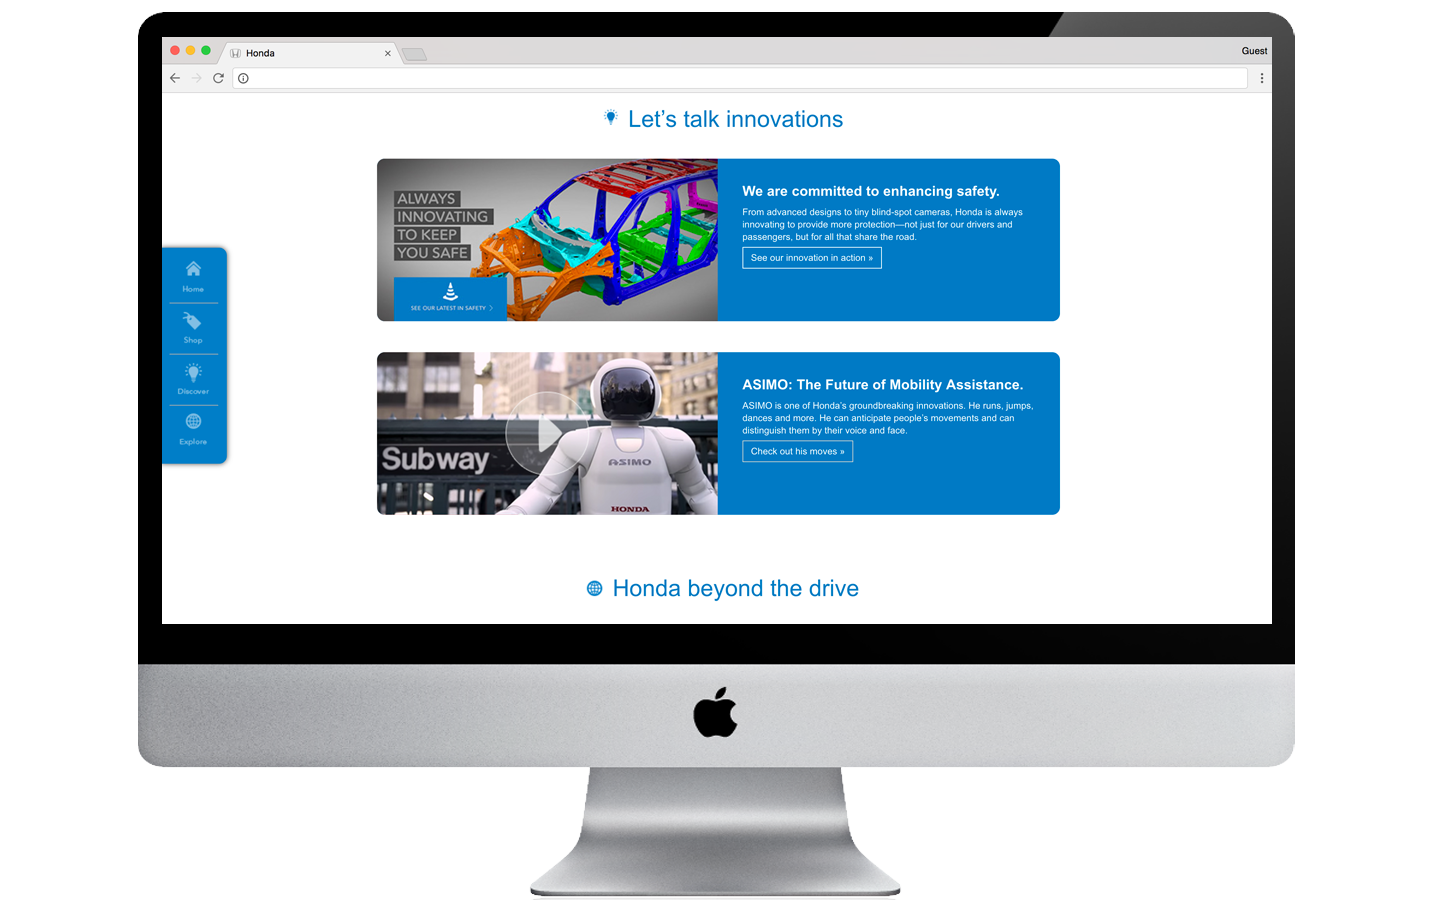 Honda
Guest
Let's talk innovations
ALWAYS
INNOVATING
TO KEEP
YOU SAFE
SEE OUR LATEST IN SAFETY
We are committed to enhancing safety.
From advanced designs to tiny blind-spot cameras, Honda is always
innovating to provide more protection—not just for our drivers and
passengers, but for all that share the road.
See our innovation in action »
Home
Shop
Discover
Explore
Subway
ASIMO
HONDA
ASIMO: The Future of Mobility Assistance.
ASIMO is one of Honda's groundbreaking innovations. He runs, jumps,
dances and more. He can anticipate people's movements and can
distinguish them by their voice and face.
Check out his moves »
Honda beyond the drive